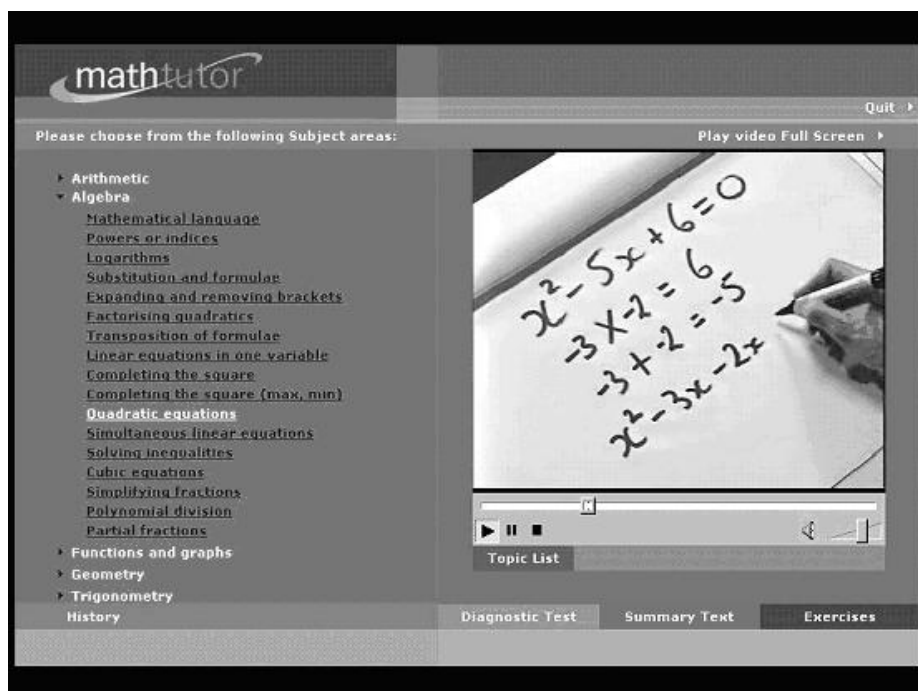 mathtutor
Quit
Please choose from the following Subject areas:
Play video Full Screen
Arithmetic
Algebra
Mathematical language
Powers or indices
Logarithms
Substitution and formulae
Expanding and removing brackets
Factorising quadratics
Transposition of formulae
Linear equations in one variable
Completing the square
Completing the square (max, min)
Quadratic equations
Simultaneous linear equations
Solving inequalities
Cubic equations
Simplifying fractions
Polynomial division
Partial fractions
Functions and graphs
Geometry
Trigonometry
History
x² - 5x + 6 = 0
-3 × -2 = 6
-3 + -2 = -5
x² - 3x - 2x
Topic List
Diagnostic Test
Summary Text
Exercises